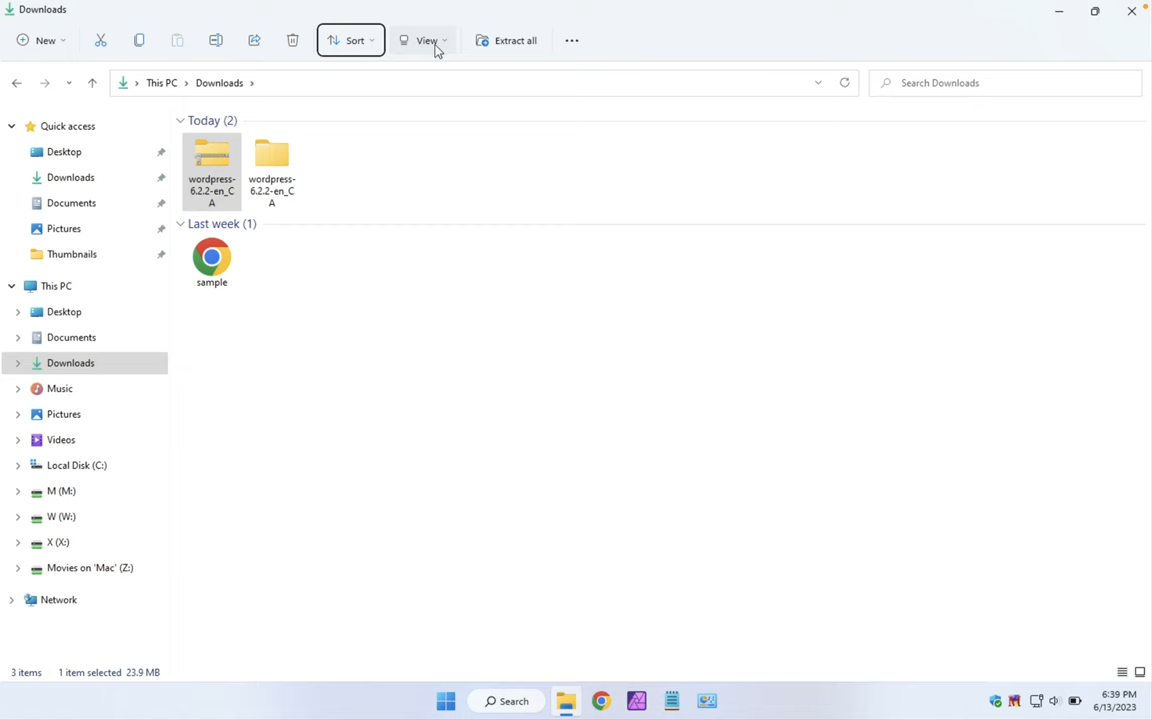 Downloads
New
Sort
View
Extract all
This PC
Downloads
Search Downloads
Quick access
Desktop
Downloads
Documents
Pictures
Thumbnails
This PC
Desktop
Documents
Downloads
Music
Pictures
Videos
Local Disk (C:)
M (M:)
W (W:)
X (X:)
Movies on 'Mac' (Z:)
Network
Today (2)
wordpress-
6.2.2-en_C
A
wordpress-
6.2.2-en_C
A
Last week (1)
sample
3 items
1 item selected 23.9 MB
Search
6:39 PM
6/13/2023